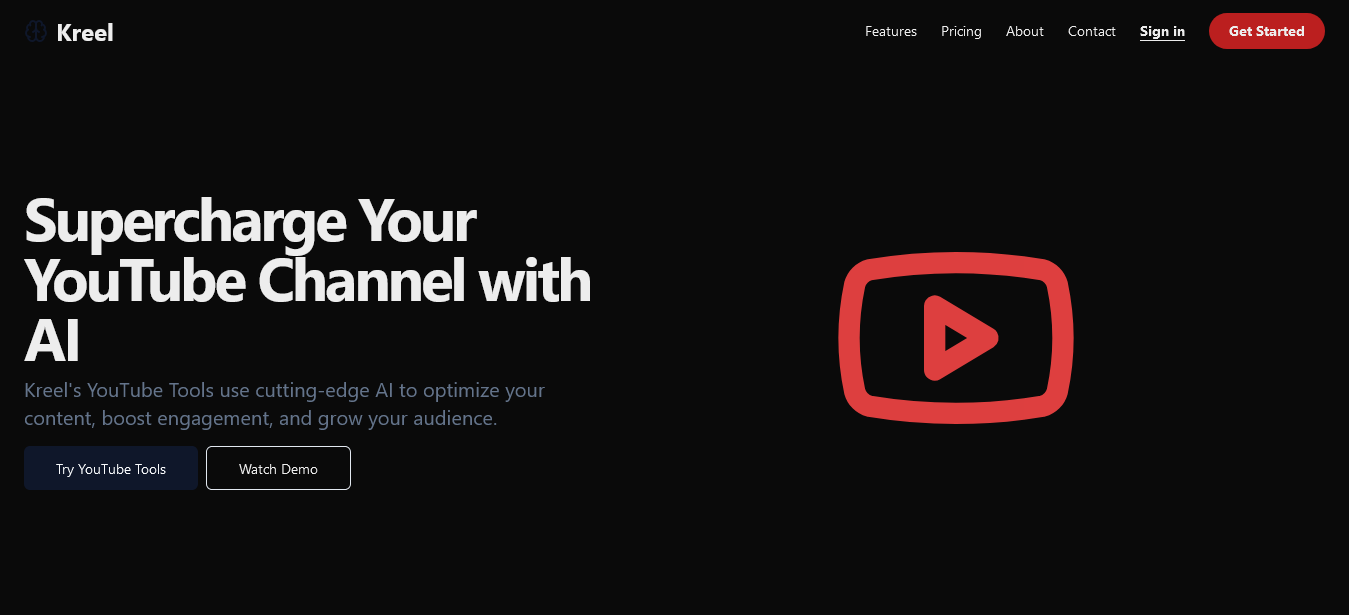 Kreel
Features
Pricing
About
Contact
Sign in
Get Started
Supercharge Your
YouTube Channel with
AI
Kreel's YouTube Tools use cutting-edge AI to optimize your
content, boost engagement, and grow your audience.
Try YouTube Tools
Watch Demo